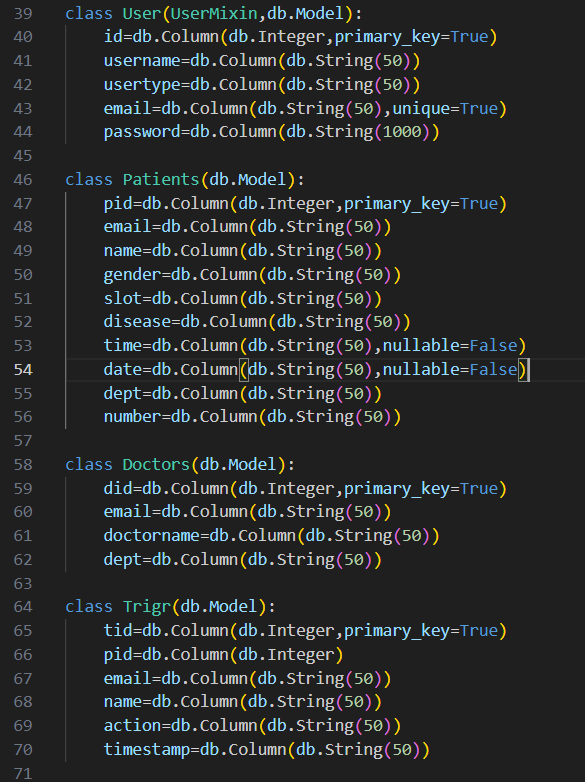 39 class User(UserMixin,db.Model):
40     id=db.Column(db.Integer,primary_key=True)
41     username=db.Column(db.String(50))
42     usertype=db.Column(db.String(50))
43     email=db.Column(db.String(50),unique=True)
44     password=db.Column(db.String(1000))
45
46 class Patients(db.Model):
47     pid=db.Column(db.Integer,primary_key=True)
48     email=db.Column(db.String(50))
49     name=db.Column(db.String(50))
50     gender=db.Column(db.String(50))
51     slot=db.Column(db.String(50))
52     disease=db.Column(db.String(50))
53     time=db.Column(db.String(50),nullable=False)
54     date=db.Column(db.String(50),nullable=False)
55     dept=db.Column(db.String(50))
56     number=db.Column(db.String(50))
57
58 class Doctors(db.Model):
59     did=db.Column(db.Integer,primary_key=True)
60     email=db.Column(db.String(50))
61     doctorname=db.Column(db.String(50))
62     dept=db.Column(db.String(50))
63
64 class Trigr(db.Model):
65     tid=db.Column(db.Integer,primary_key=True)
66     pid=db.Column(db.Integer)
67     email=db.Column(db.String(50))
68     name=db.Column(db.String(50))
69     action=db.Column(db.String(50))
70     timestamp=db.Column(db.String(50))
71